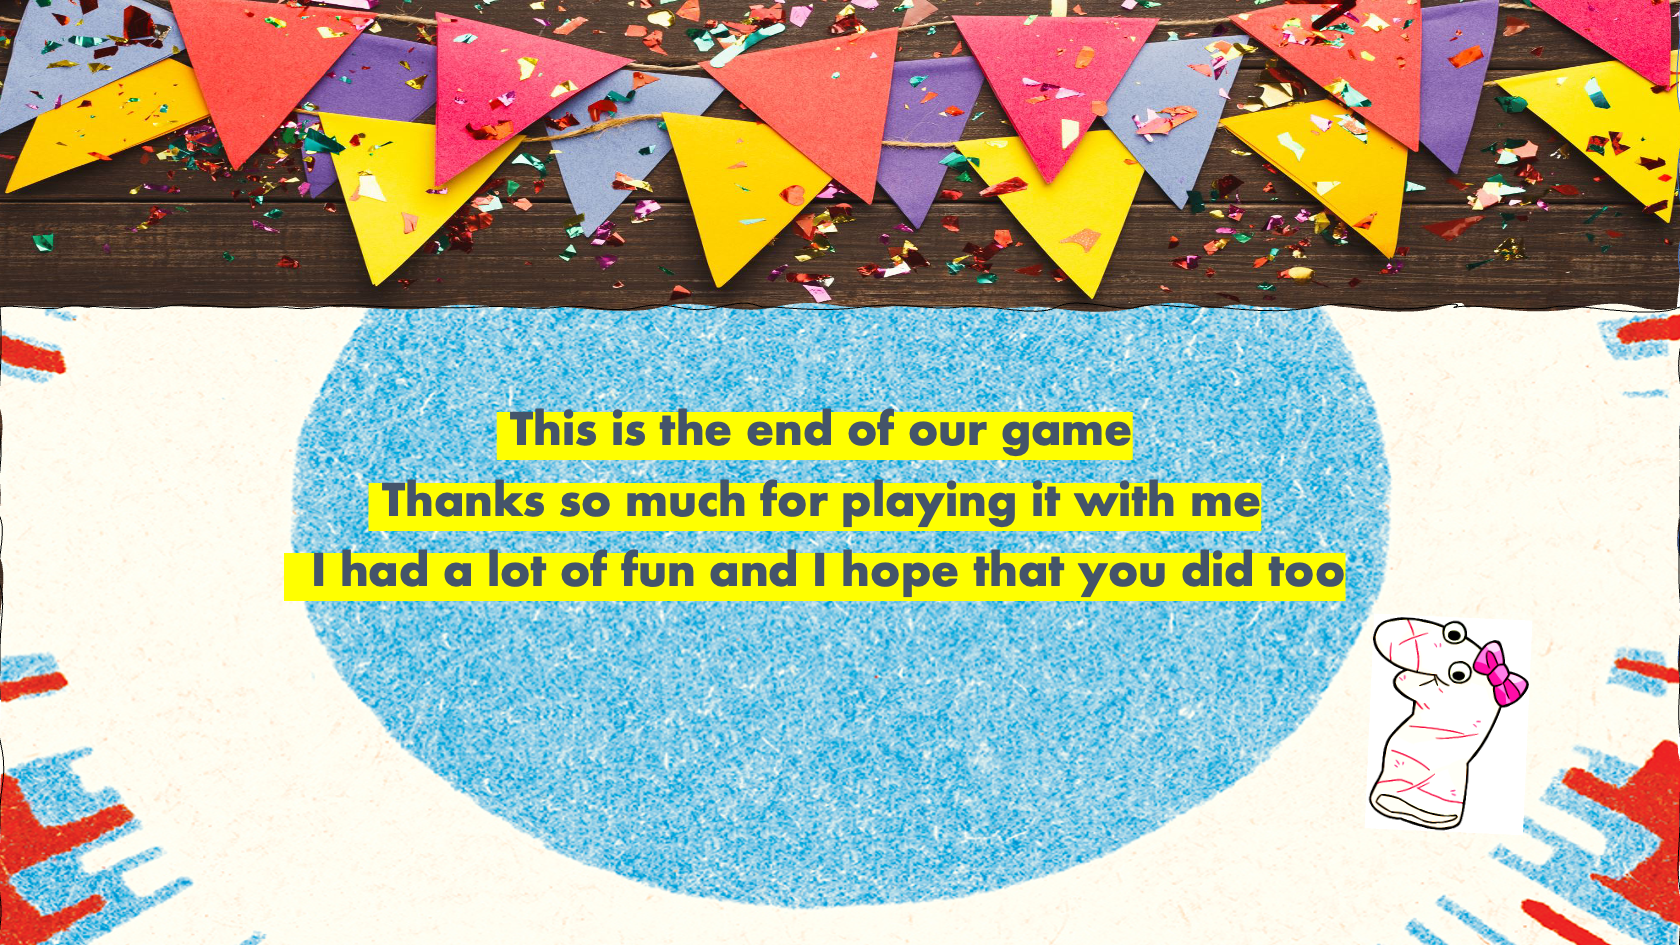 This is the end of our game
Thanks so much for playing it with me
I had a lot of fun and I hope that you did too